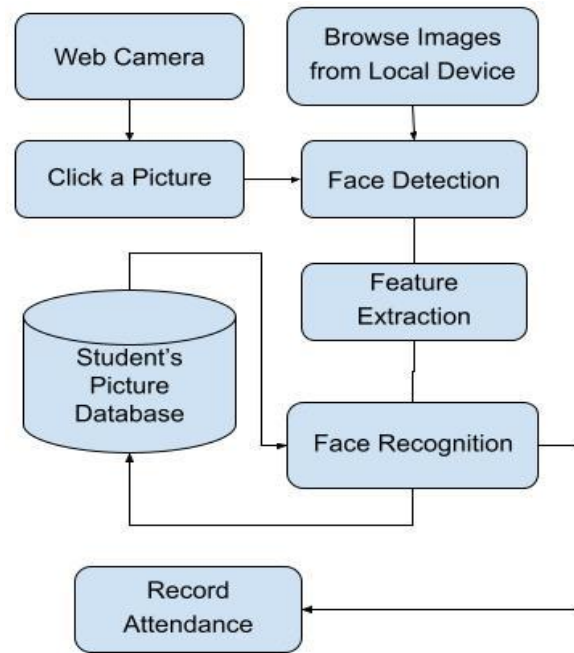 Web Camera
Browse Images
from Local Device
Click a Picture
Face Detection
Feature
Extraction
Student’s
Picture
Database
Face Recognition
Record
Attendance